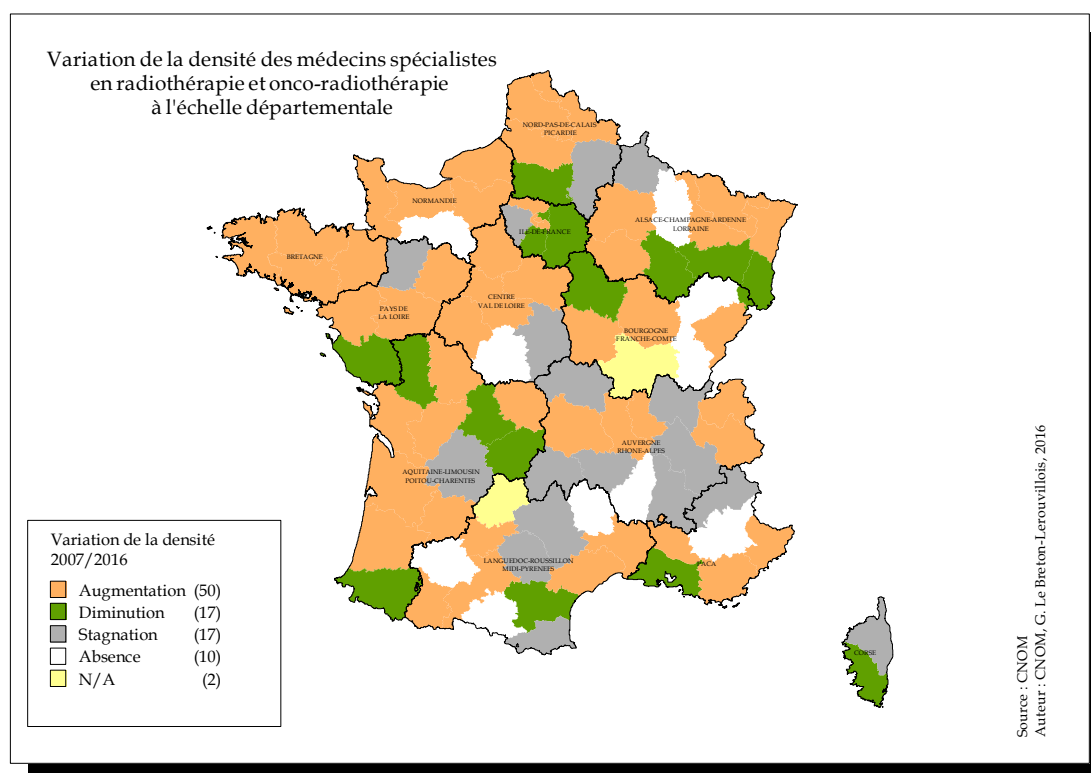 Variation de la densité des médecins spécialistes
en radiothérapie et onco-radiothérapie
à l'échelle départementale
NORD-PAS-DE-CALAIS
PICARDIE
NORMANDIE
ILE-DE-FRANCE
ALSACE-CHAMPAGNE-ARDENNE
LORRAINE
BRETAGNE
PAYS DE
LA LOIRE
CENTRE
VAL DE LOIRE
BOURGOGNE
FRANCHE-COMTE
AQUITAINE-LIMOUSIN
POITOU-CHARENTES
AUVERGNE
RHONE-ALPES
LANGUEDOC-ROUSSILLON
MIDI-PYRENEES
PACA
CORSE
Variation de la densité
2007/2016
Augmentation (50)
Diminution (17)
Stagnation (17)
Absence (10)
N/A (2)
Source : CNOM
Auteur : CNOM, G. Le Breton-Lerouvillois, 2016